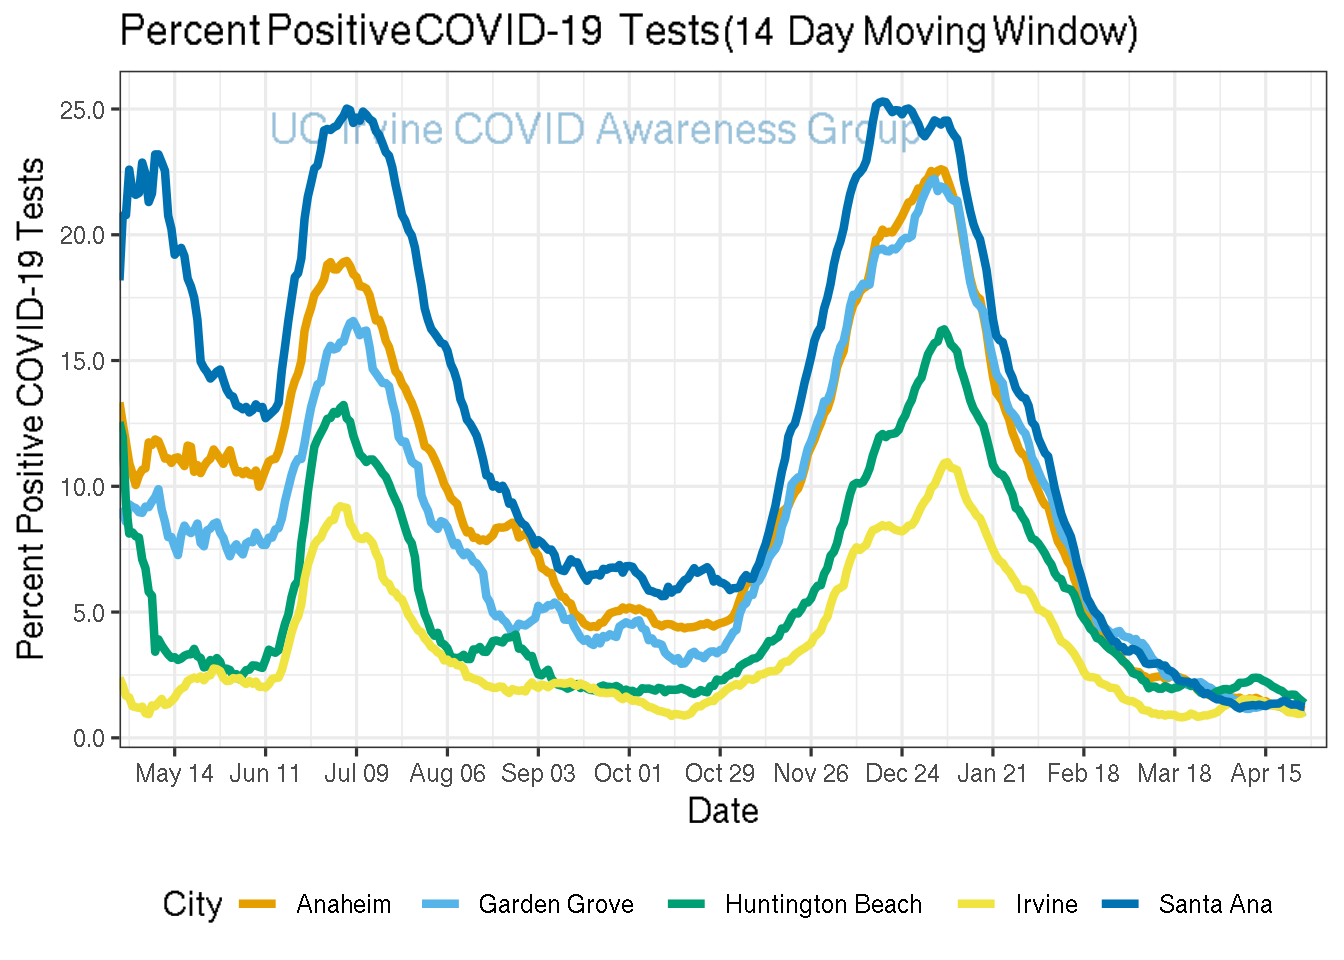 Percent Positive COVID-19 Tests(14 Day Moving Window)
UC Irvine COVID Awareness Group
Percent Positive COVID-19 Tests
25.0
20.0
15.0
10.0
5.0
0.0
May 14 Jun 11 Jul 09 Aug 06 Sep 03 Oct 01 Oct 29 Nov 26 Dec 24 Jan 21 Feb 18 Mar 18 Apr 15
Date
City Anaheim Garden Grove Huntington Beach Irvine Santa Ana